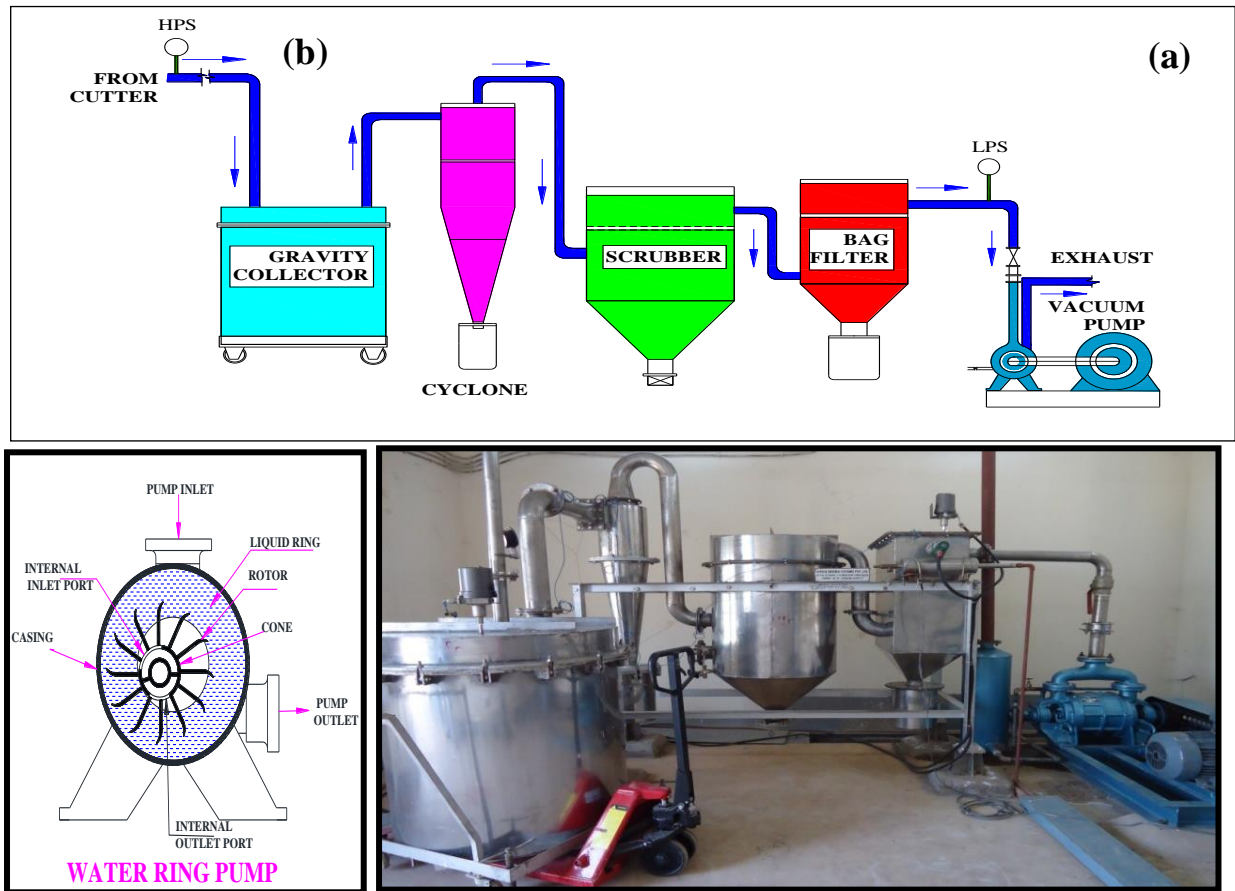 HPS
(b)
(a)
FROM
CUTTER
LPS
GRAVITY
COLLECTOR
SCRUBBER
BAG
FILTER
EXHAUST
VACUUM
PUMP
CYCLONE
PUMP INLET
LIQUID RING
INTERNAL
INLET PORT
ROTOR
CASING
CONE
PUMP
OUTLET
INTERNAL
OUTLET PORT
WATER RING PUMP